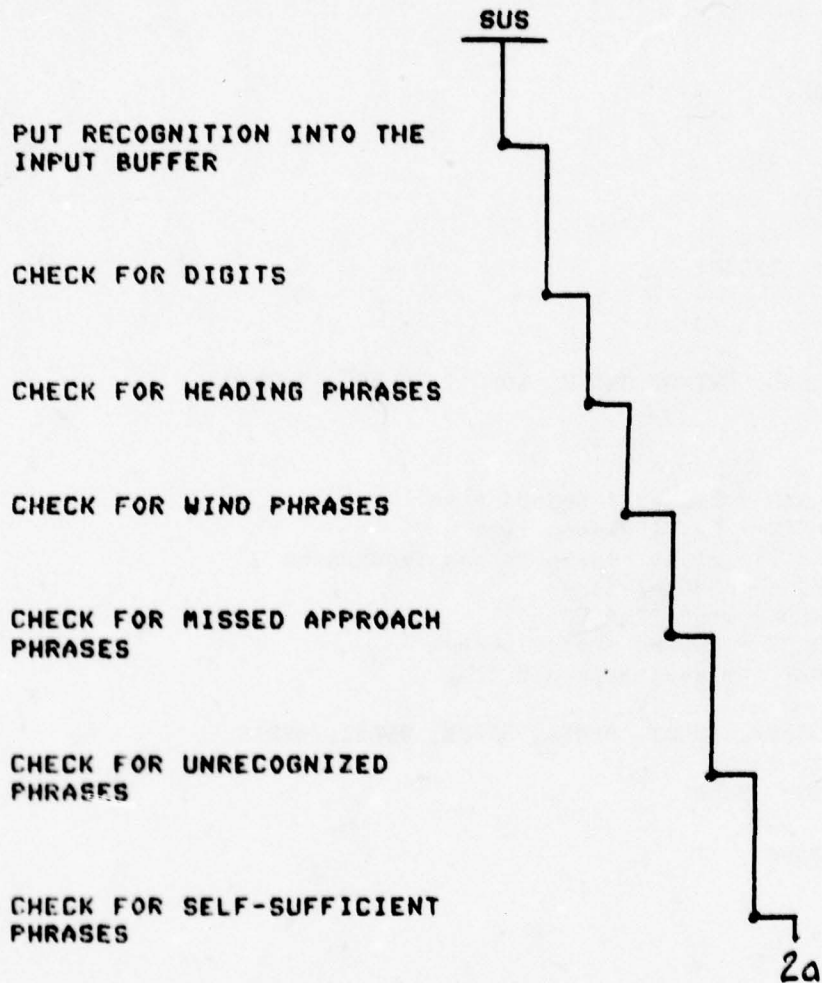 SUS
PUT RECOGNITION INTO THE
INPUT BUFFER
CHECK FOR DIGITS
CHECK FOR HEADING PHRASES
CHECK FOR WIND PHRASES
CHECK FOR MISSED APPROACH
PHRASES
CHECK FOR UNRECOGNIZED
PHRASES
CHECK FOR SELF-SUFFICIENT
PHRASES
2a